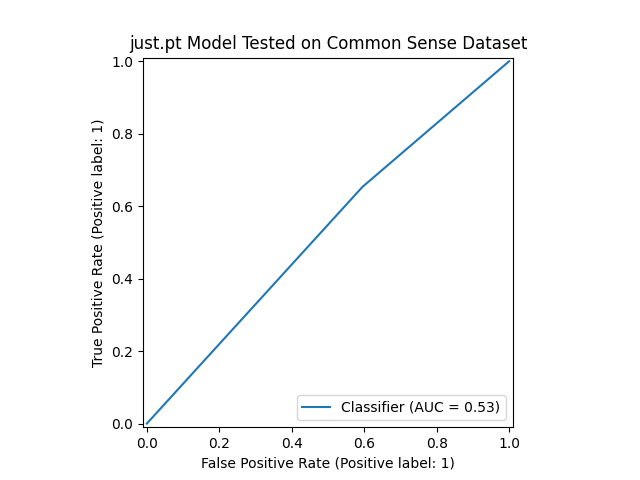 just.pt Model Tested on Common Sense Dataset
1.0
0.8
0.6
0.4
0.2
0.0
True Positive Rate (Positive label: 1)
Classifier (AUC = 0.53)
0.0 0.2 0.4 0.6 0.8 1.0
False Positive Rate (Positive label: 1)